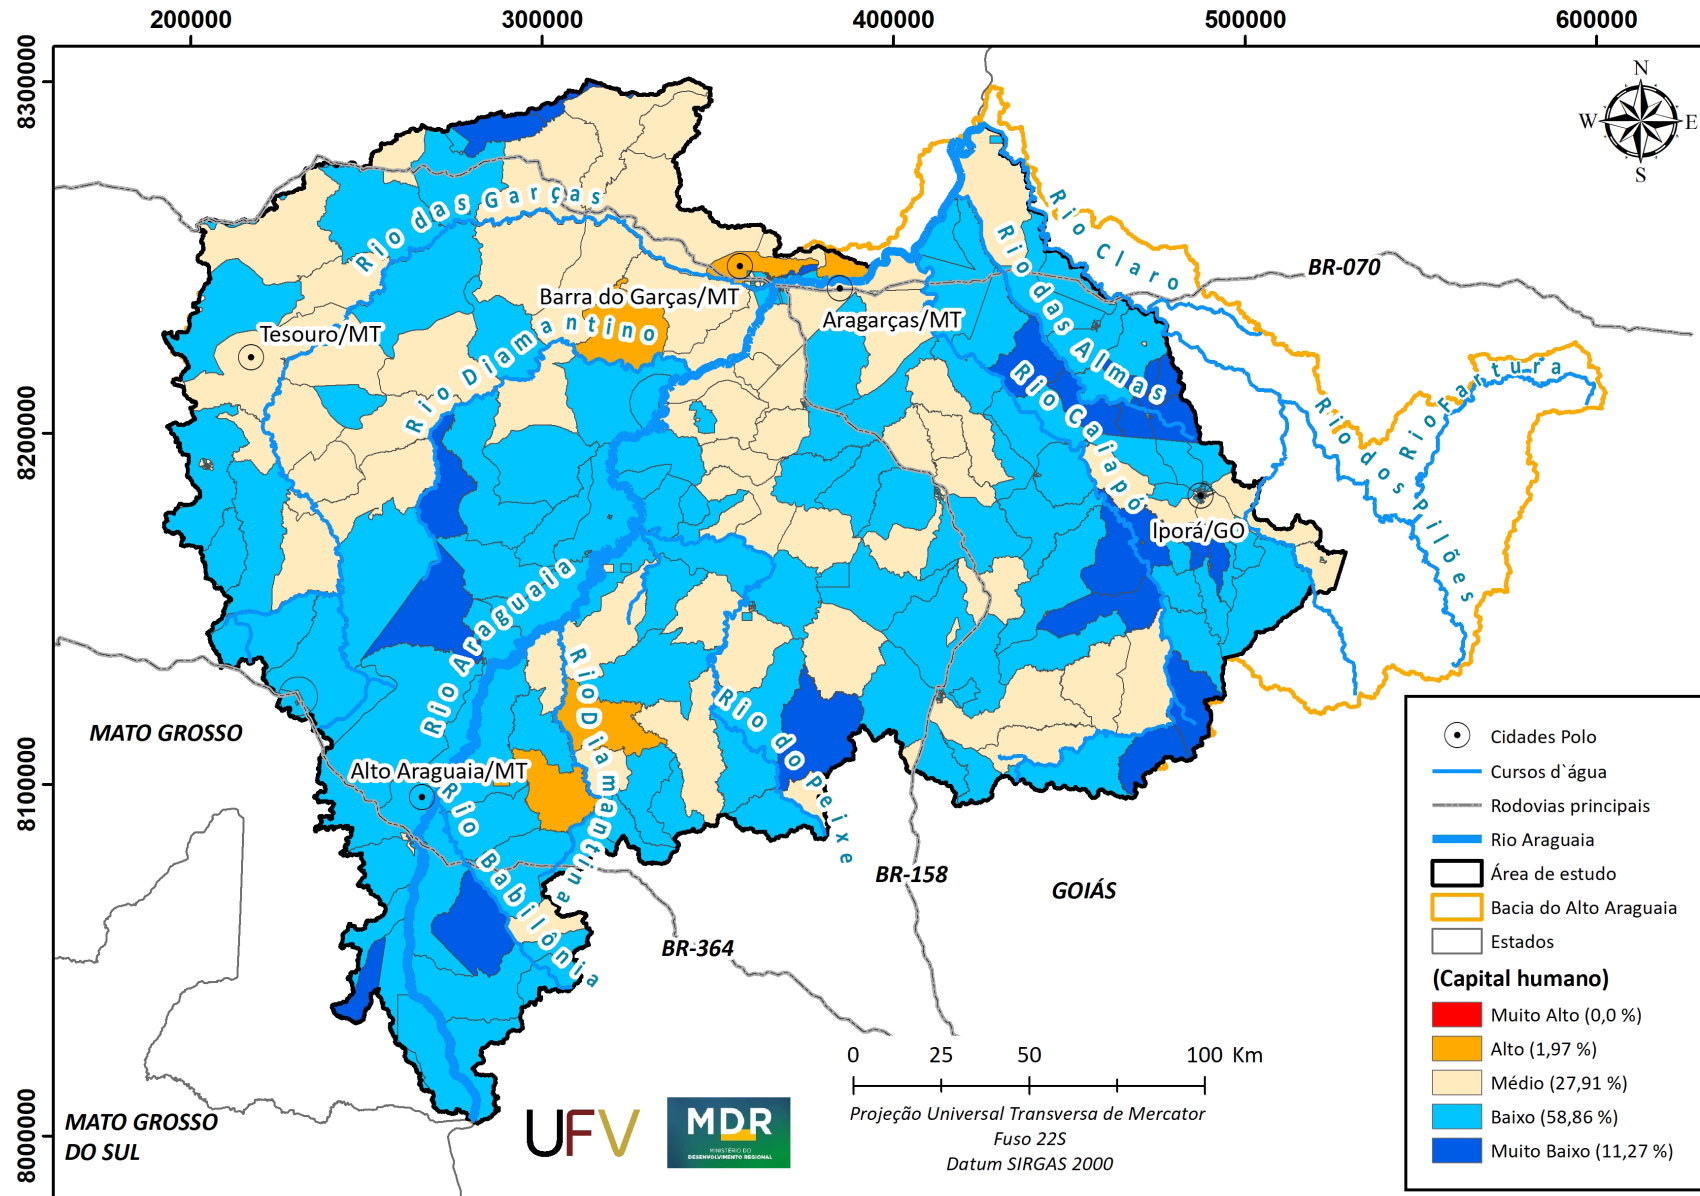 200000
300000
400000
500000
600000
8300000
8200000
8100000
8000000
N
W
E
S
Rio das Garças
Rio Claro
BR-070
Rio das Almas
Barra do Garças/MT
Aragarças/MT
Tesouro/MT
Rio Diamantino
Rio Fartura
Rio dos Pilões
Rio Caiapó
Iporá/GO
Rio Araguaia
Rio Diamantina
Rio do Peixe
MATO GROSSO
Alto Araguaia/MT
Rio Babilônia
BR-158
GOIÁS
BR-364
MATO GROSSO
DO SUL
Cidades Polo
Cursos d`água
Rodovias principais
Rio Araguaia
Área de estudo
Bacia do Alto Araguaia
Estados
(Capital humano)
Muito Alto (0,0 %)
Alto (1,97 %)
Médio (27,91 %)
Baixo (58,86 %)
Muito Baixo (11,27 %)
0 25 50 100 Km
Projeção Universal Transversa de Mercator
Fuso 22S
Datum SIRGAS 2000
UFV
MDR
MINISTÉRIO DO
DESENVOLVIMENTO REGIONAL